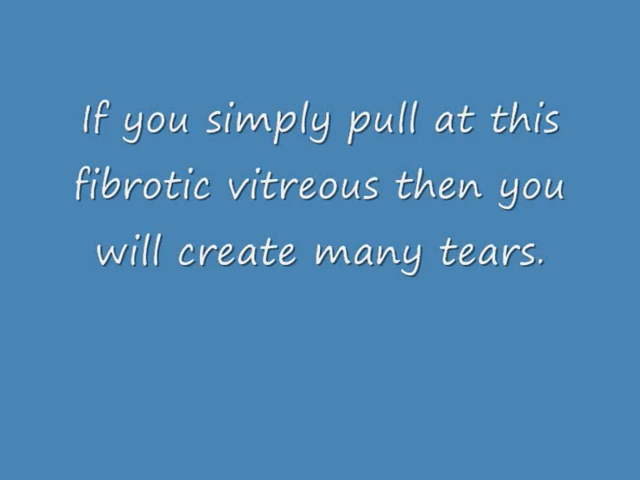 If you simply pull at this
fibrotic vitreous then you
will create many tears.